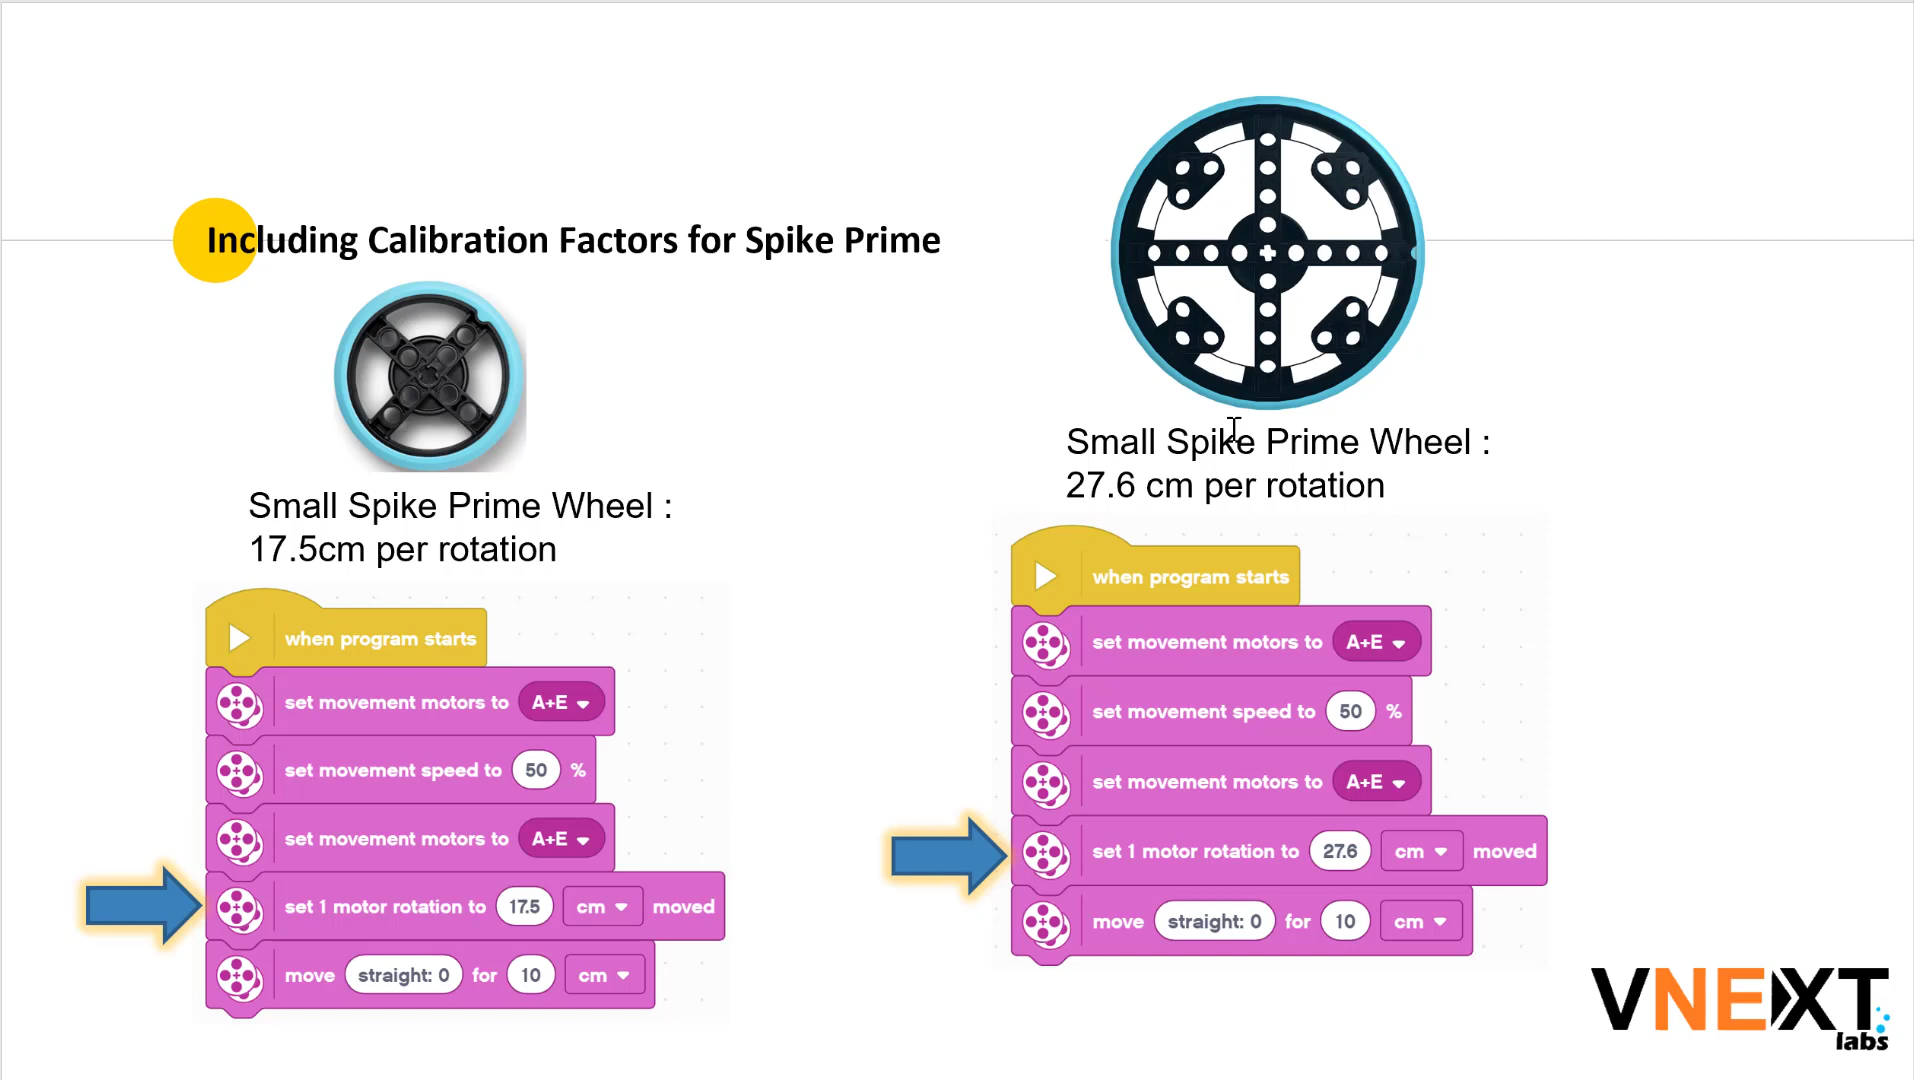 Including Calibration Factors for Spike Prime
Small Spike Prime Wheel :
17.5cm per rotation
when program starts
set movement motors to A+E
set movement speed to 50 %
set movement motors to A+E
set 1 motor rotation to 17.5 cm moved
move straight: 0 for 10 cm
Small Spike Prime Wheel :
27.6 cm per rotation
when program starts
set movement motors to A+E
set movement speed to 50 %
set movement motors to A+E
set 1 motor rotation to 27.6 cm moved
move straight: 0 for 10 cm
VNEXT
labs